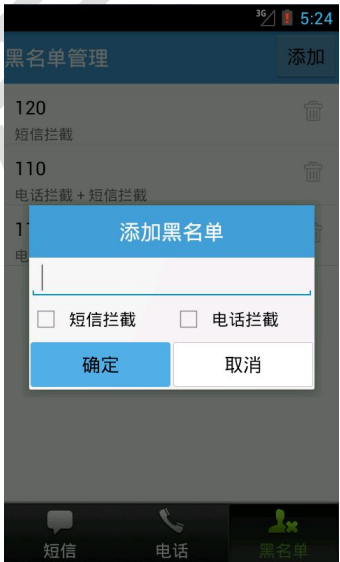 3G 5:24
黑名单管理 添加
120
短信拦截
110
电话拦截 + 短信拦截
添加黑名单
短信拦截 电话拦截
确定 取消
短信 电话 黑名单